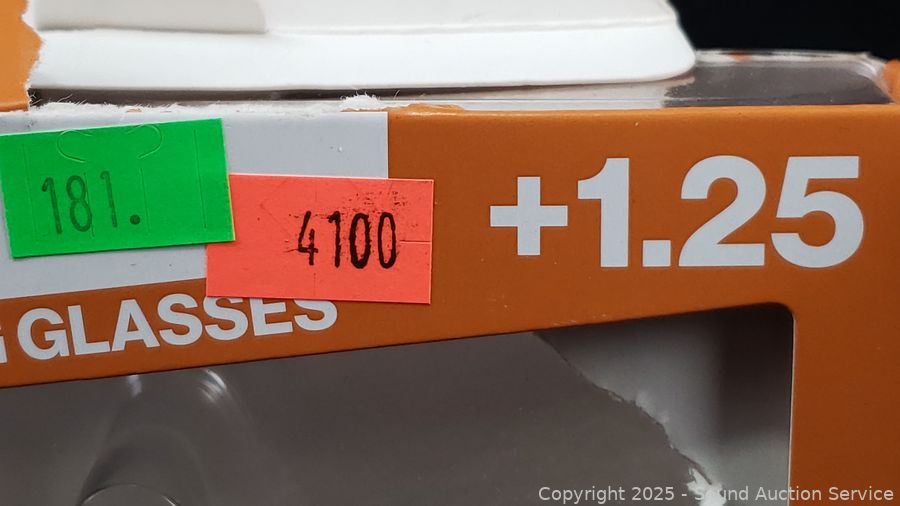 181.
4100
+1.25
GLASSES
Copyright 2025 - Sound Auction Service